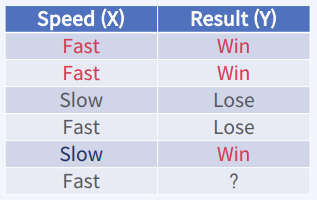 Speed (X) Result (Y)
Fast Win
Fast Win
Slow Lose
Fast Lose
Slow Win
Fast ?